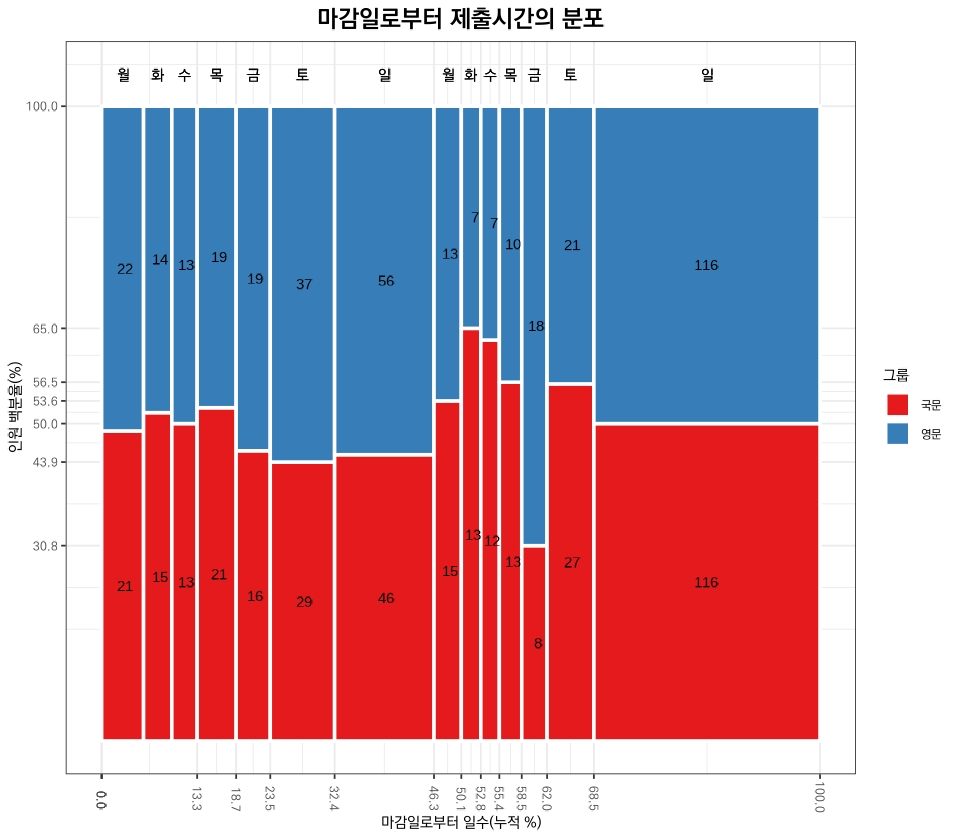 마감일로부터 제출시간의 분포
월 화 수 목 금 토 일 월 화 수 목 금 토 일
100.0
65.0
56.5
53.6
50.0
43.9
30.8
인원 백분율(%)
22 14 13 19 19 37 56 13 7 7 10 18 21 116
21 15 13 21 16 29 46 15 13 12 13 8 27 116
그룹
국문
영문
0.0 13.3 18.7 23.5 32.4 46.3 50.1 52.8 55.4 58.5 62.0 68.5 100.0
마감일로부터 일수(누적 %)